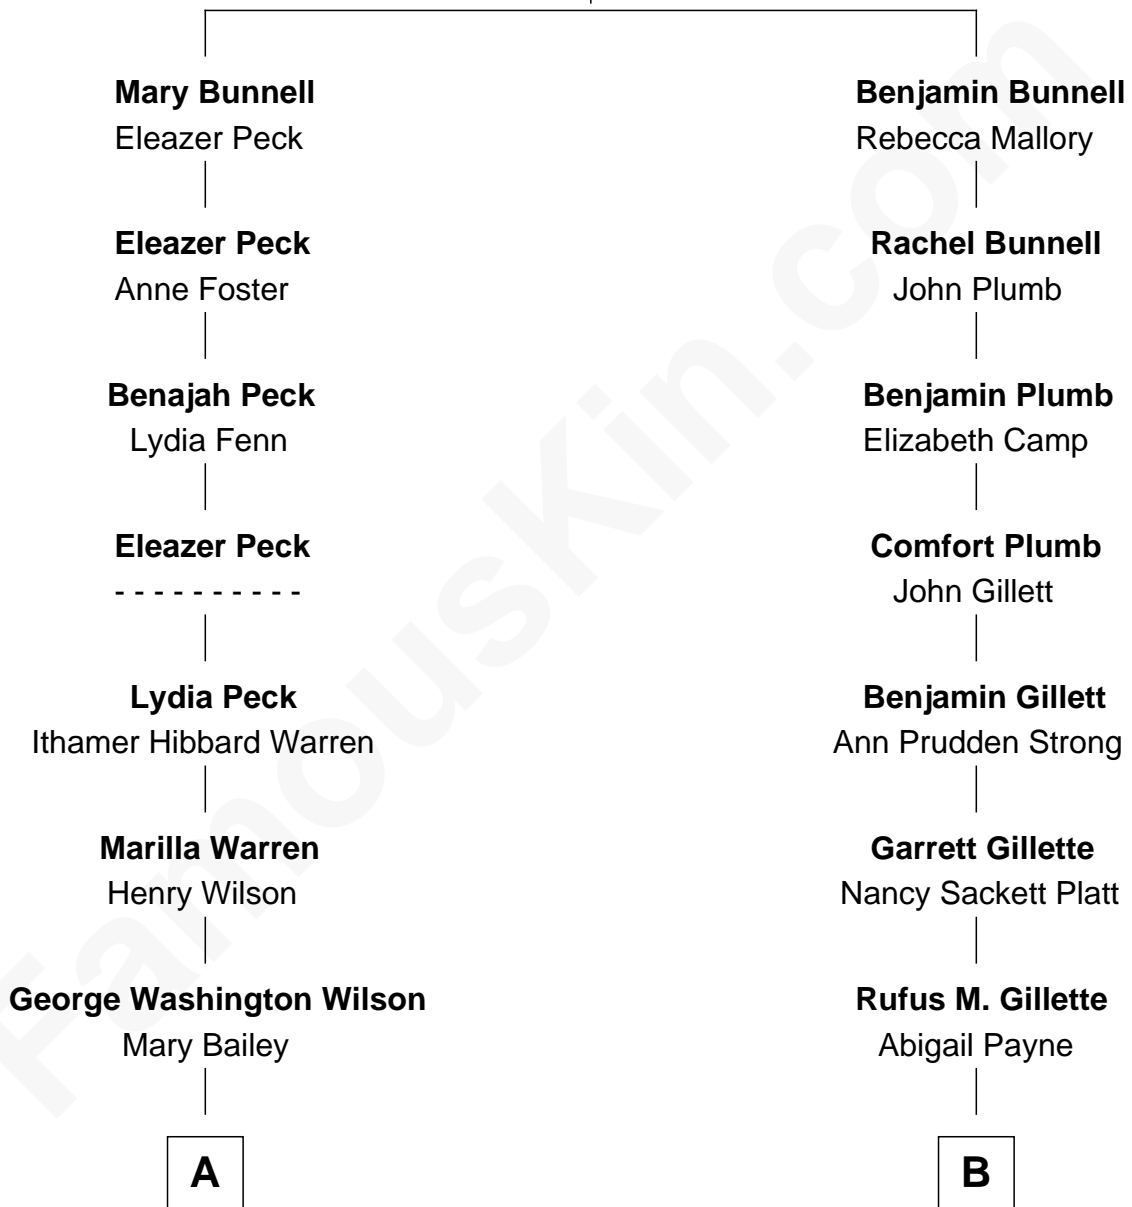 Mary Bunnell
Eleazer Peck
Benjamin Bunnell
Rebecca Mallory
Eleazer Peck
Anne Foster
Rachel Bunnell
John Plumb
Benajah Peck
Lydia Fenn
Benjamin Plumb
Elizabeth Camp
Eleazer Peck
- - - - - - - - - -
Comfort Plumb
John Gillett
Lydia Peck
Ithamer Hibbard Warren
Benjamin Gillett
Ann Prudden Strong
Marilla Warren
Henry Wilson
Garrett Gillette
Nancy Sackett Platt
George Washington Wilson
Mary Bailey
Rufus M. Gillette
Abigail Payne
A
B
FamousKin.com